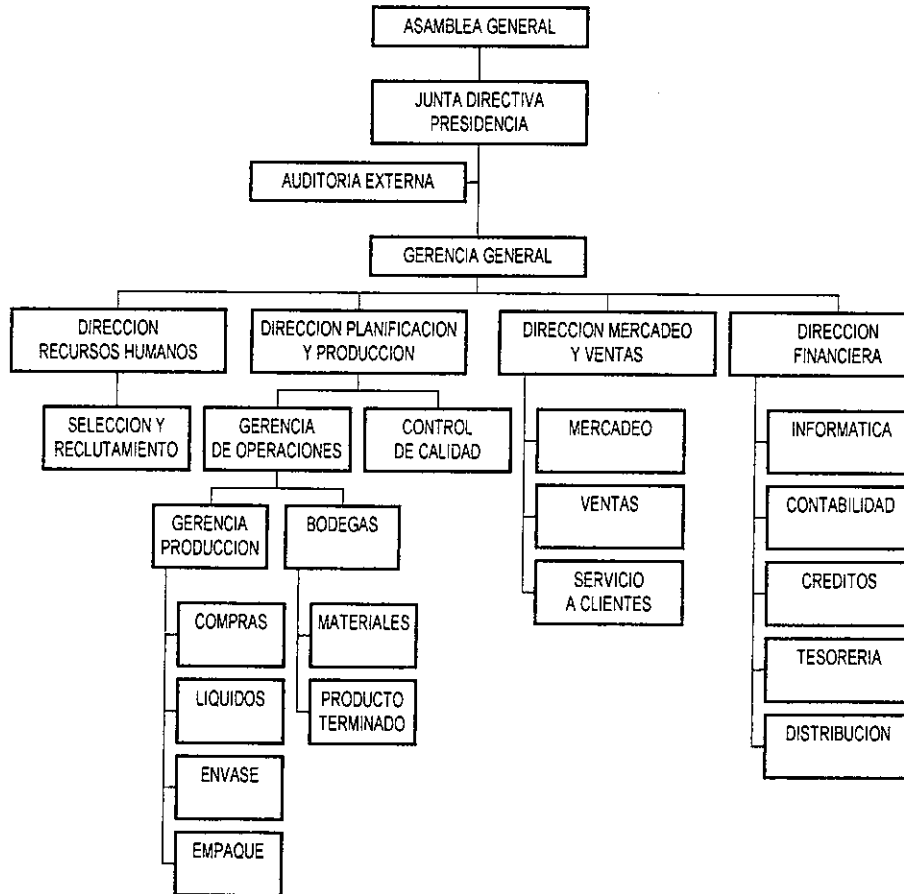 ASAMBLEA GENERAL
JUNTA DIRECTIVA
PRESIDENCIA
AUDITORIA EXTERNA
GERENCIA GENERAL
DIRECCION
RECURSOS HUMANOS
DIRECCION PLANIFICACION
Y PRODUCCION
DIRECCION MERCADEO
Y VENTAS
DIRECCION
FINANCIERA
SELECCION Y
RECLUTAMIENTO
GERENCIA
DE OPERACIONES
CONTROL
DE CALIDAD
MERCADEO
INFORMATICA
GERENCIA
PRODUCCION
BODEGAS
VENTAS
CONTABILIDAD
SERVICIO
A CLIENTES
CREDITOS
COMPRAS
MATERIALES
TESORERIA
LIQUIDOS
PRODUCTO
TERMINADO
DISTRIBUCION
ENVASE
EMPAQUE